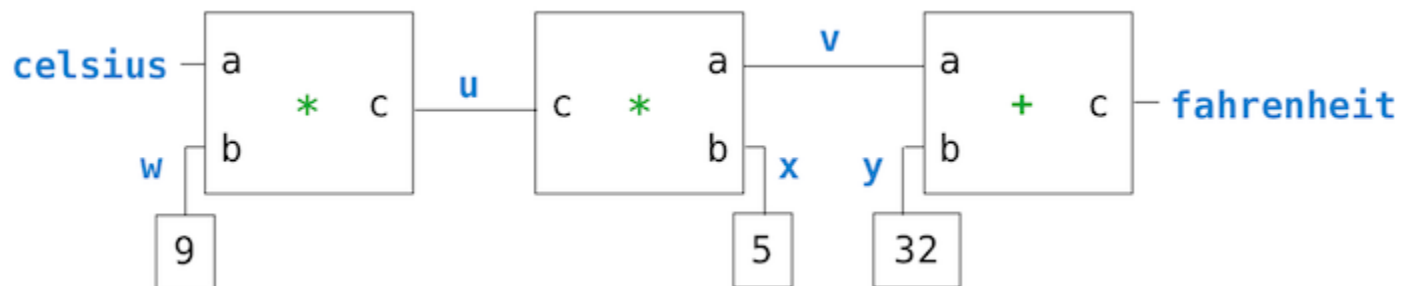 celsius a * c b w 9
u
c * a b x 5
v
a + c b y 32
fahrenheit